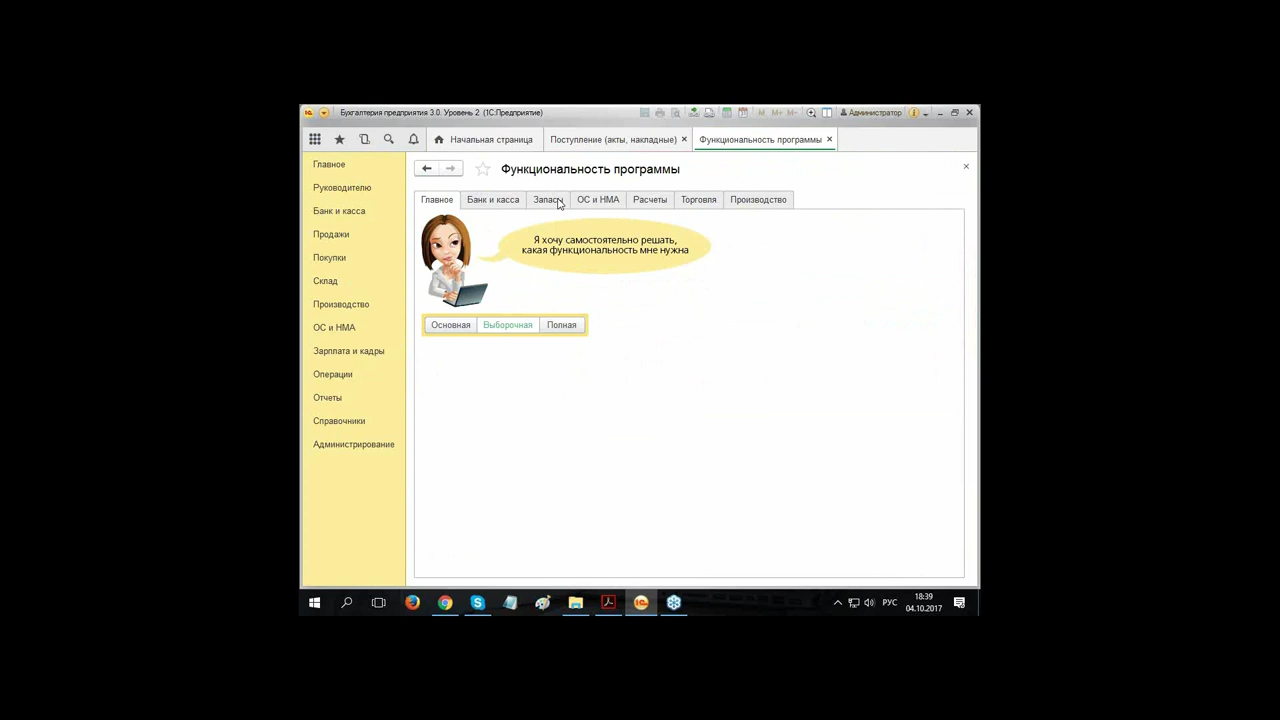 Бухгалтерия предприятия 3.0. Уровень 2 (1С:Предприятие)
M M+ M-
Администратор
Начальная страница
Поступление (акты, накладные)
Функциональность программы
Главное
Руководителю
Банк и касса
Продажи
Покупки
Склад
Производство
ОС и НМА
Зарплата и кадры
Операции
Отчеты
Справочники
Администрирование
Функциональность программы
Главное
Банк и касса
Запасы
ОС и НМА
Расчеты
Торговля
Производство
Я хочу самостоятельно решать,
какая функциональность мне нужна
Основная
Выборочная
Полная
РУС
18:39
04.10.2017